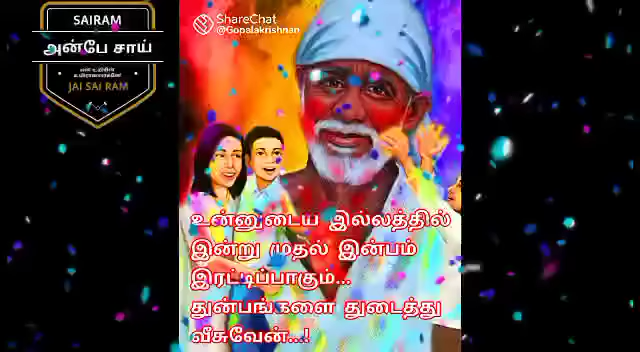 SAIRAM
அன்பே சாய்
JAI SAI RAM
ShareChat
@Gopalakrishnan
உன்னுடைய இல்லத்தில்
இன்று முதல் இன்பம்
இரட்டிப்பாகும்...
துன்பங்களை துடைத்து
வீசுவேன்...!